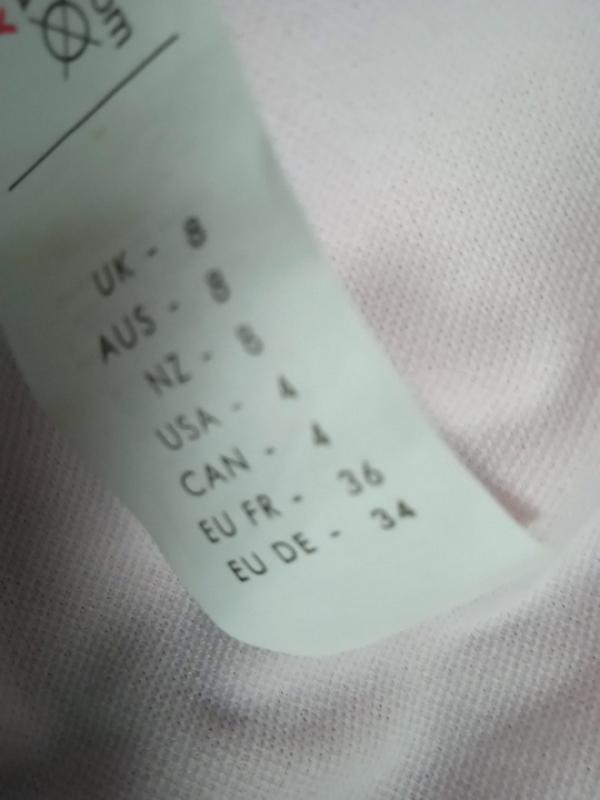 UK - 8
AUS - 8
NZ - 8
USA - 4
CAN - 4
EU FR - 36
EU DE - 34